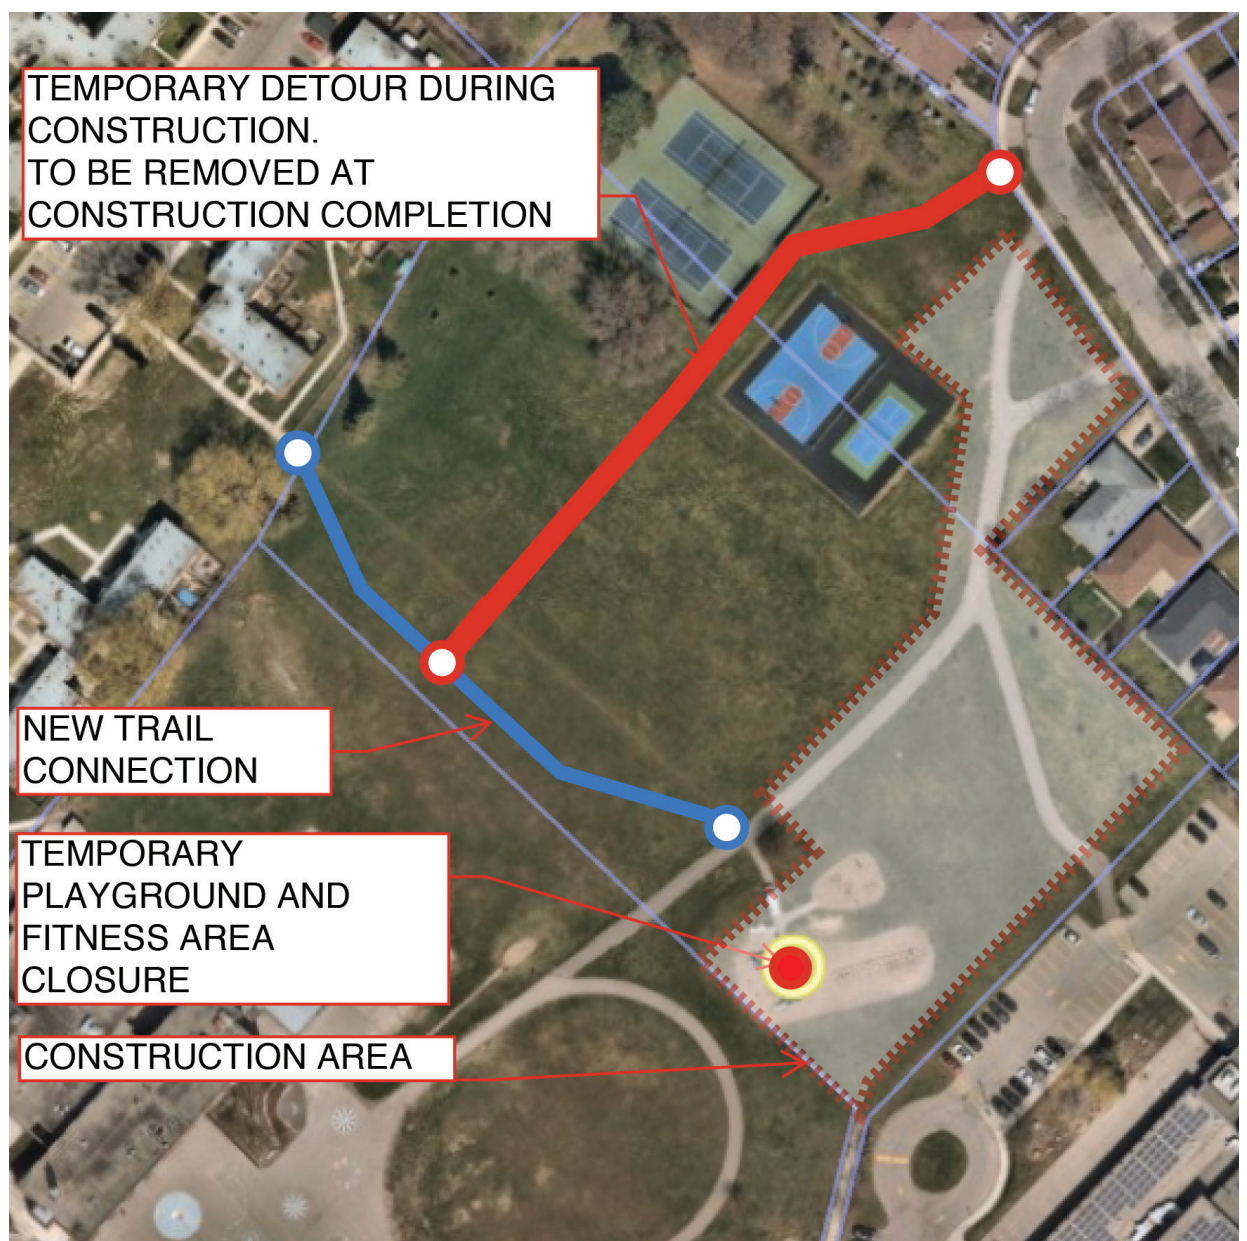 TEMPORARY DETOUR DURING
CONSTRUCTION.
TO BE REMOVED AT
CONSTRUCTION COMPLETION
NEW TRAIL
CONNECTION
TEMPORARY
PLAYGROUND AND
FITNESS AREA
CLOSURE
CONSTRUCTION AREA